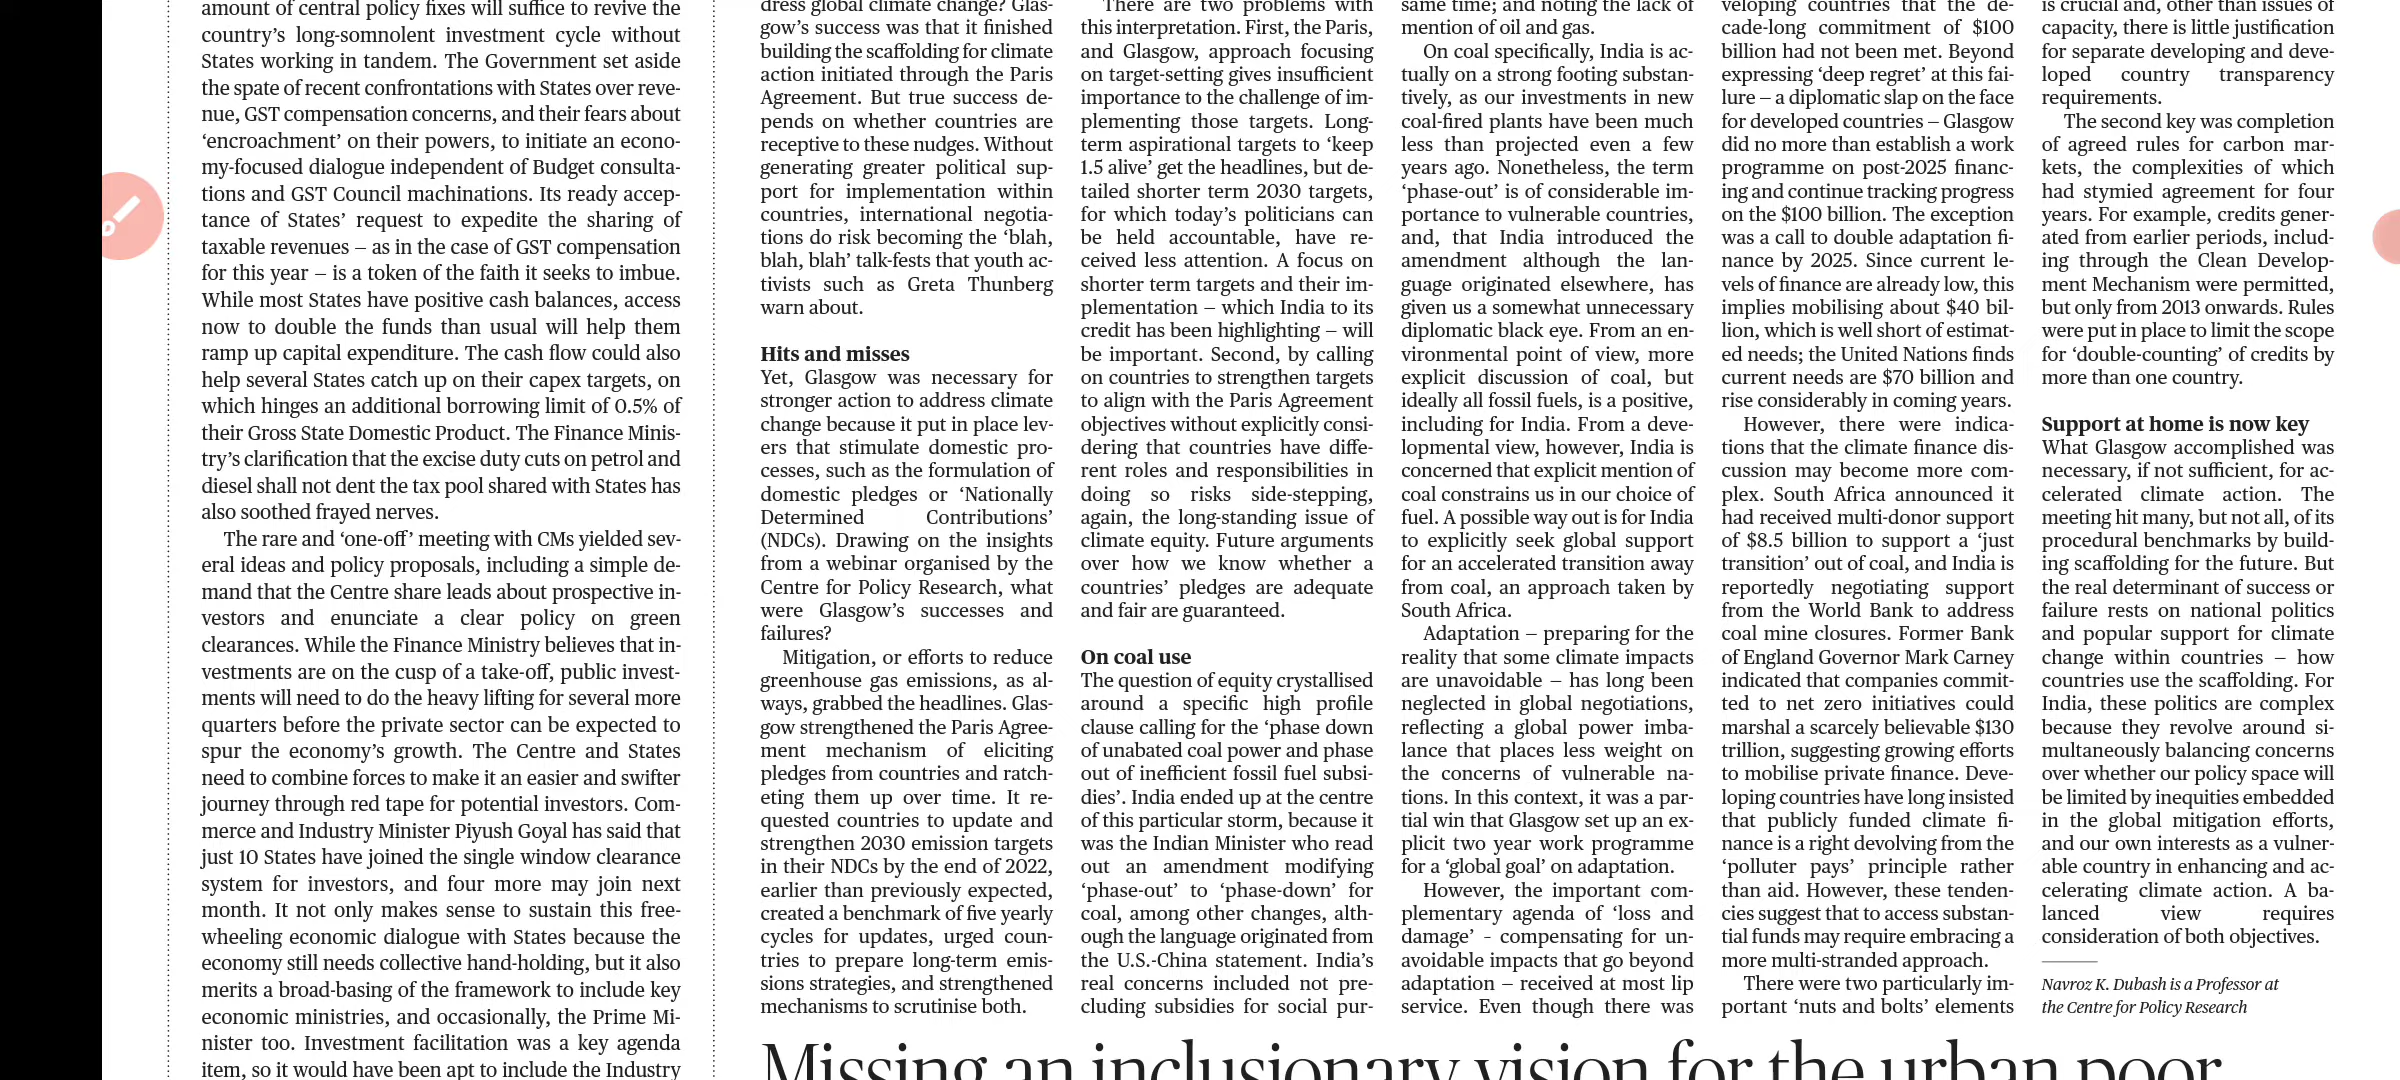 amount of central policy fixes will suffice to revive the
country's long-somnolent investment cycle without
States working in tandem. The Government set aside
the spate of recent confrontations with States over reve-
nue, GST compensation concerns, and their fears about
'encroachment' on their powers, to initiate an econo-
my-focused dialogue independent of Budget consulta-
tions and GST Council machinations. Its ready accep-
tance of States' request to expedite the sharing of
taxable revenues – as in the case of GST compensation
for this year – is a token of the faith it seeks to imbue.
While most States have positive cash balances, access
now to double the funds than usual will help them
ramp up capital expenditure. The cash flow could also
help several States catch up on their capex targets, on
which hinges an additional borrowing limit of 0.5% of
their Gross State Domestic Product. The Finance Minis-
try's clarification that the excise duty cuts on petrol and
diesel shall not dent the tax pool shared with States has
also soothed frayed nerves.
The rare and 'one-off' meeting with CMs yielded sev-
eral ideas and policy proposals, including a simple de-
mand that the Centre share leads about prospective in-
vestors and enunciate a clear policy on green
clearances. While the Finance Ministry believes that in-
vestments are on the cusp of a take-off, public invest-
ments will need to do the heavy lifting for several more
quarters before the private sector can be expected to
spur the economy's growth. The Centre and States
need to combine forces to make it an easier and swifter
journey through red tape for potential investors. Com-
merce and Industry Minister Piyush Goyal has said that
just 10 States have joined the single window clearance
system for investors, and four more may join next
month. It not only makes sense to sustain this free-
wheeling economic dialogue with States because the
economy still needs collective hand-holding, but it also
merits a broad-basing of the framework to include key
economic ministries, and occasionally, the Prime Mi-
nister too. Investment facilitation was a key agenda
item, so it would have been apt to include the Industry
dress global climate change? Glas-
gow's success was that it finished
building the scaffolding for climate
action initiated through the Paris
Agreement. But true success de-
pends on whether countries are
receptive to these nudges. Without
generating greater political sup-
port for implementation within
countries, international negotia-
tions do risk becoming the 'blah,
blah, blah' talk-fests that youth ac-
tivists such as Greta Thunberg
warn about.
Hits and misses
Yet, Glasgow was necessary for
stronger action to address climate
change because it put in place lev-
ers that stimulate domestic pro-
cesses, such as the formulation of
domestic pledges or 'Nationally
Determined Contributions'
(NDCs). Drawing on the insights
from a webinar organised by the
Centre for Policy Research, what
were Glasgow's successes and
failures?
Mitigation, or efforts to reduce
greenhouse gas emissions, as al-
ways, grabbed the headlines. Glas-
gow strengthened the Paris Agree-
ment mechanism of eliciting
pledges from countries and ratch-
eting them up over time. It re-
quested countries to update and
strengthen 2030 emission targets
in their NDCs by the end of 2022,
earlier than previously expected,
created a benchmark of five yearly
cycles for updates, urged coun-
tries to prepare long-term emis-
sions strategies, and strengthened
mechanisms to scrutinise both.
There are two problems with
this interpretation. First, the Paris,
and Glasgow, approach focusing
on target-setting gives insufficient
importance to the challenge of im-
plementing those targets. Long-
term aspirational targets to 'keep
1.5 alive' get the headlines, but de-
tailed shorter term 2030 targets,
for which today's politicians can
be held accountable, have re-
ceived less attention. A focus on
shorter term targets and their im-
plementation – which India to its
credit has been highlighting – will
be important. Second, by calling
on countries to strengthen targets
to align with the Paris Agreement
objectives without explicitly consi-
dering that countries have diffe-
rent roles and responsibilities in
doing so risks side-stepping,
again, the long-standing issue of
climate equity. Future arguments
over how we know whether a
countries' pledges are adequate
and fair are guaranteed.
On coal use
The question of equity crystallised
around a specific high profile
clause calling for the 'phase down
of unabated coal power and phase
out of inefficient fossil fuel subsi-
dies'. India ended up at the centre
of this particular storm, because it
was the Indian Minister who read
out an amendment modifying
'phase-out' to 'phase-down' for
coal, among other changes, alth-
ough the language originated from
the U.S.-China statement. India's
real concerns included not pre-
cluding subsidies for social pur-
same time; and noting the lack of
mention of oil and gas.
On coal specifically, India is ac-
tually on a strong footing substan-
tively, as our investments in new
coal-fired plants have been much
less than projected even a few
years ago. Nonetheless, the term
'phase-out' is of considerable im-
portance to vulnerable countries,
and, that India introduced the
amendment although the lan-
guage originated elsewhere, has
given us a somewhat unnecessary
diplomatic black eye. From an en-
vironmental point of view, more
explicit discussion of coal, but
ideally all fossil fuels, is a positive,
including for India. From a deve-
lopmental view, however, India is
concerned that explicit mention of
coal constrains us in our choice of
fuel. A possible way out is for India
to explicitly seek global support
for an accelerated transition away
from coal, an approach taken by
South Africa.
Adaptation – preparing for the
reality that some climate impacts
are unavoidable – has long been
neglected in global negotiations,
reflecting a global power imba-
lance that places less weight on
the concerns of vulnerable na-
tions. In this context, it was a par-
tial win that Glasgow set up an ex-
plicit two year work programme
for a 'global goal' on adaptation.
However, the important com-
plementary agenda of 'loss and
damage' - compensating for un-
avoidable impacts that go beyond
adaptation – received at most lip
service. Even though there was
veloping countries that the de-
cade-long commitment of $100
billion had not been met. Beyond
expressing 'deep regret' at this fai-
lure – a diplomatic slap on the face
for developed countries – Glasgow
did no more than establish a work
programme on post-2025 financ-
ing and continue tracking progress
on the $100 billion. The exception
was a call to double adaptation fi-
nance by 2025. Since current le-
vels of finance are already low, this
implies mobilising about $40 bil-
lion, which is well short of estimat-
ed needs; the United Nations finds
current needs are $70 billion and
rise considerably in coming years.
However, there were indica-
tions that the climate finance dis-
cussion may become more com-
plex. South Africa announced it
had received multi-donor support
of $8.5 billion to support a 'just
transition' out of coal, and India is
reportedly negotiating support
from the World Bank to address
coal mine closures. Former Bank
of England Governor Mark Carney
indicated that companies commit-
ted to net zero initiatives could
marshal a scarcely believable $130
trillion, suggesting growing efforts
to mobilise private finance. Deve-
loping countries have long insisted
that publicly funded climate fi-
nance is a right devolving from the
'polluter pays' principle rather
than aid. However, these tenden-
cies suggest that to access substan-
tial funds may require embracing a
more multi-stranded approach.
There were two particularly im-
portant 'nuts and bolts' elements
is crucial and, other than issues of
capacity, there is little justification
for separate developing and deve-
loped country transparency
requirements.
The second key was completion
of agreed rules for carbon mar-
kets, the complexities of which
had stymied agreement for four
years. For example, credits gener-
ated from earlier periods, includ-
ing through the Clean Develop-
ment Mechanism were permitted,
but only from 2013 onwards. Rules
were put in place to limit the scope
for 'double-counting' of credits by
more than one country.
Support at home is now key
What Glasgow accomplished was
necessary, if not sufficient, for ac-
celerated climate action. The
meeting hit many, but not all, of its
procedural benchmarks by build-
ing scaffolding for the future. But
the real determinant of success or
failure rests on national politics
and popular support for climate
change within countries – how
countries use the scaffolding. For
India, these politics are complex
because they revolve around si-
multaneously balancing concerns
over whether our policy space will
be limited by inequities embedded
in the global mitigation efforts,
and our own interests as a vulner-
able country in enhancing and ac-
celerating climate action. A ba-
lanced view requires
consideration of both objectives.
Navroz K. Dubash is a Professor at
the Centre for Policy Research
Missing an inclusionary vision for the urban poor